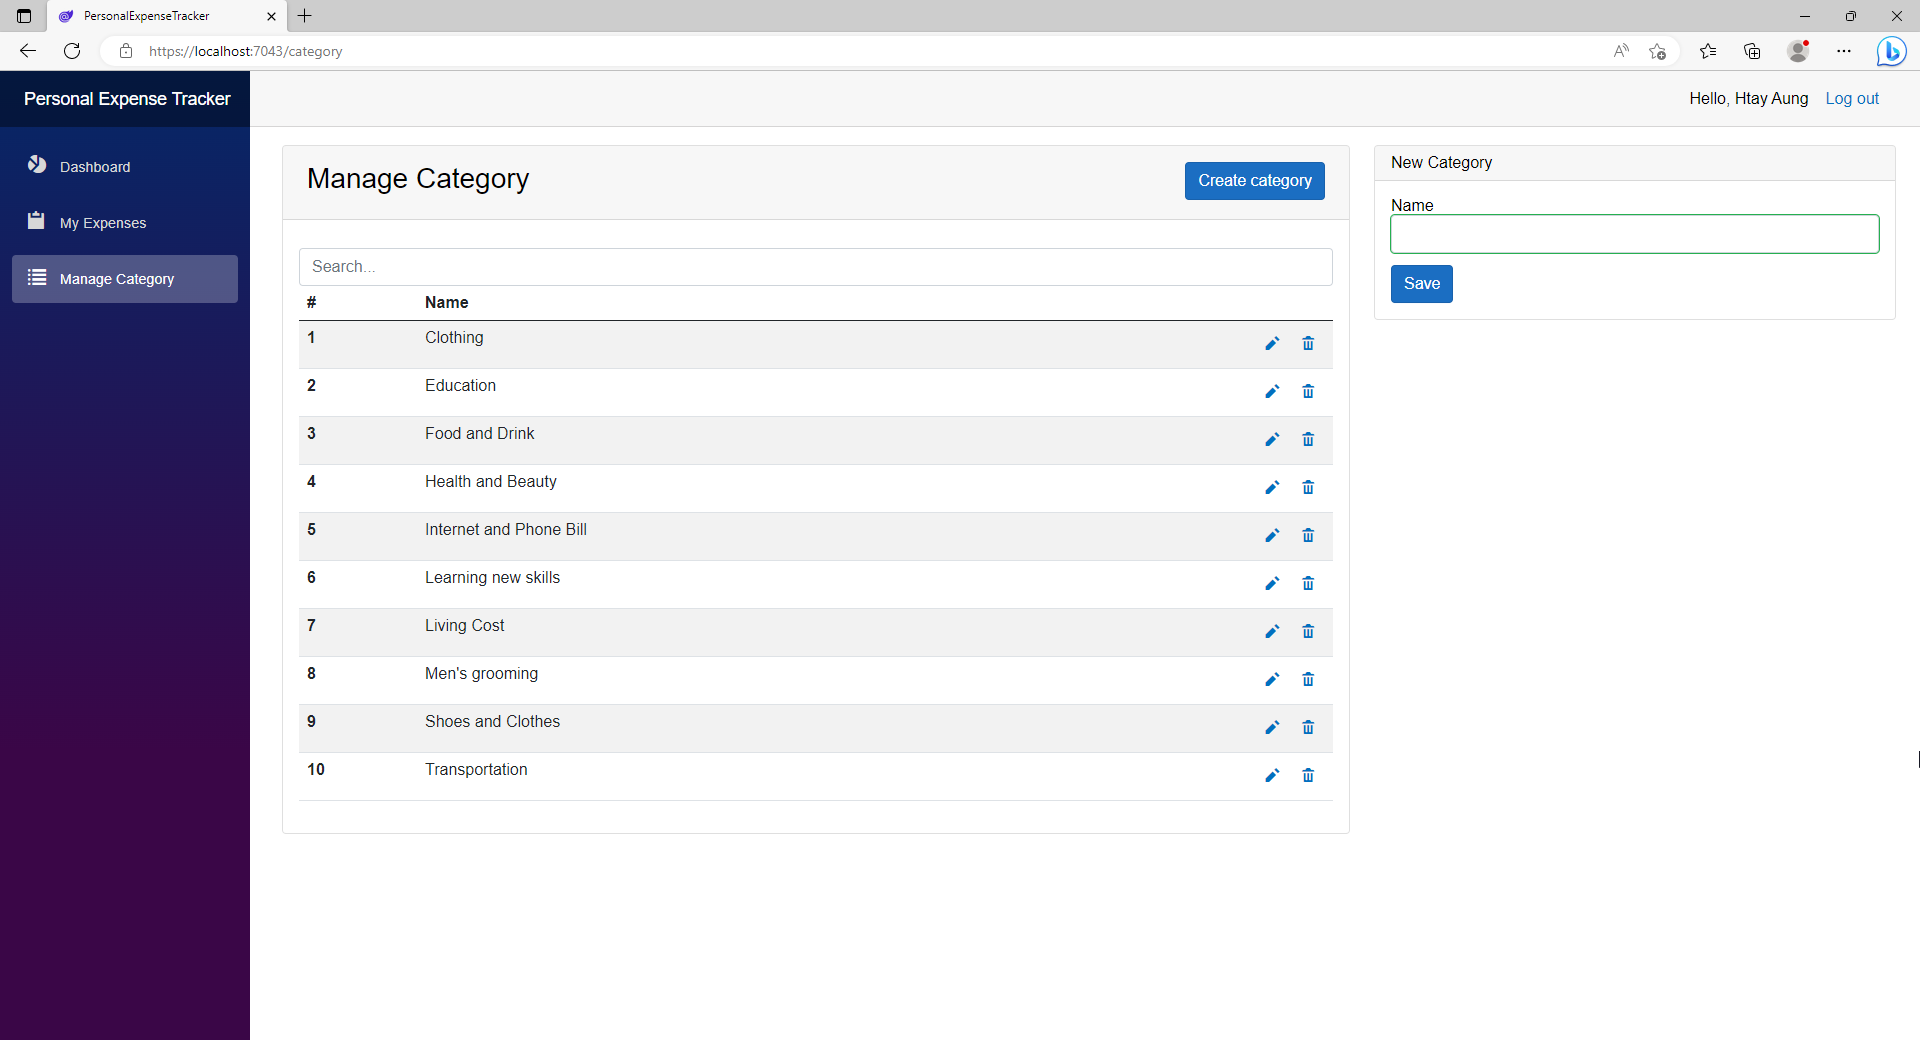 PersonalExpenseTracker
https://localhost:7043/category
Personal Expense Tracker
Hello, Htay Aung Log out
Dashboard
My Expenses
Manage Category
Manage Category
Create category
Search...
# Name
1 Clothing
2 Education
3 Food and Drink
4 Health and Beauty
5 Internet and Phone Bill
6 Learning new skills
7 Living Cost
8 Men's grooming
9 Shoes and Clothes
10 Transportation
New Category
Name
Save